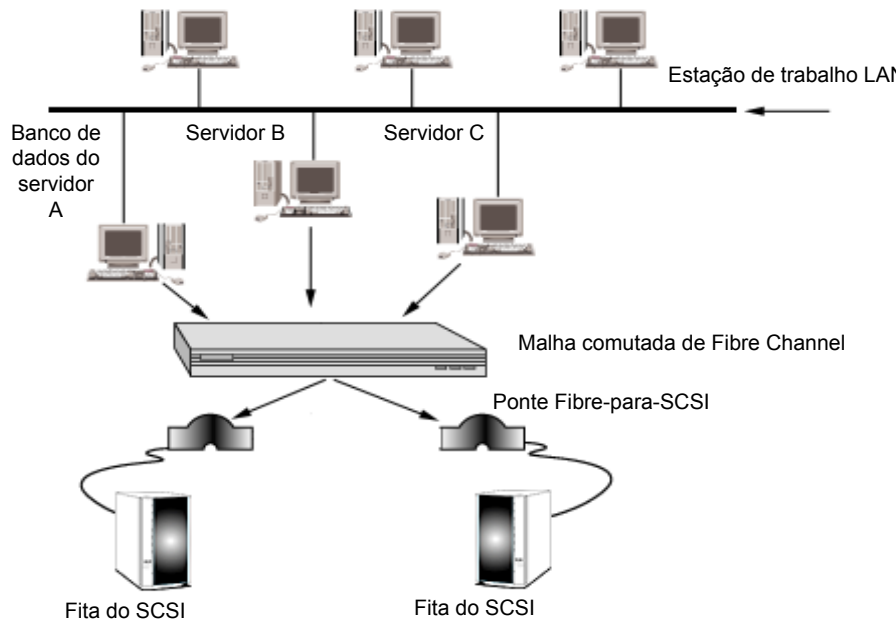 Estação de trabalho LAN
Banco de
dados do
servidor
A
Servidor B
Servidor C
Malha comutada de Fibre Channel
Ponte Fibre-para-SCSI
Fita do SCSI
Fita do SCSI